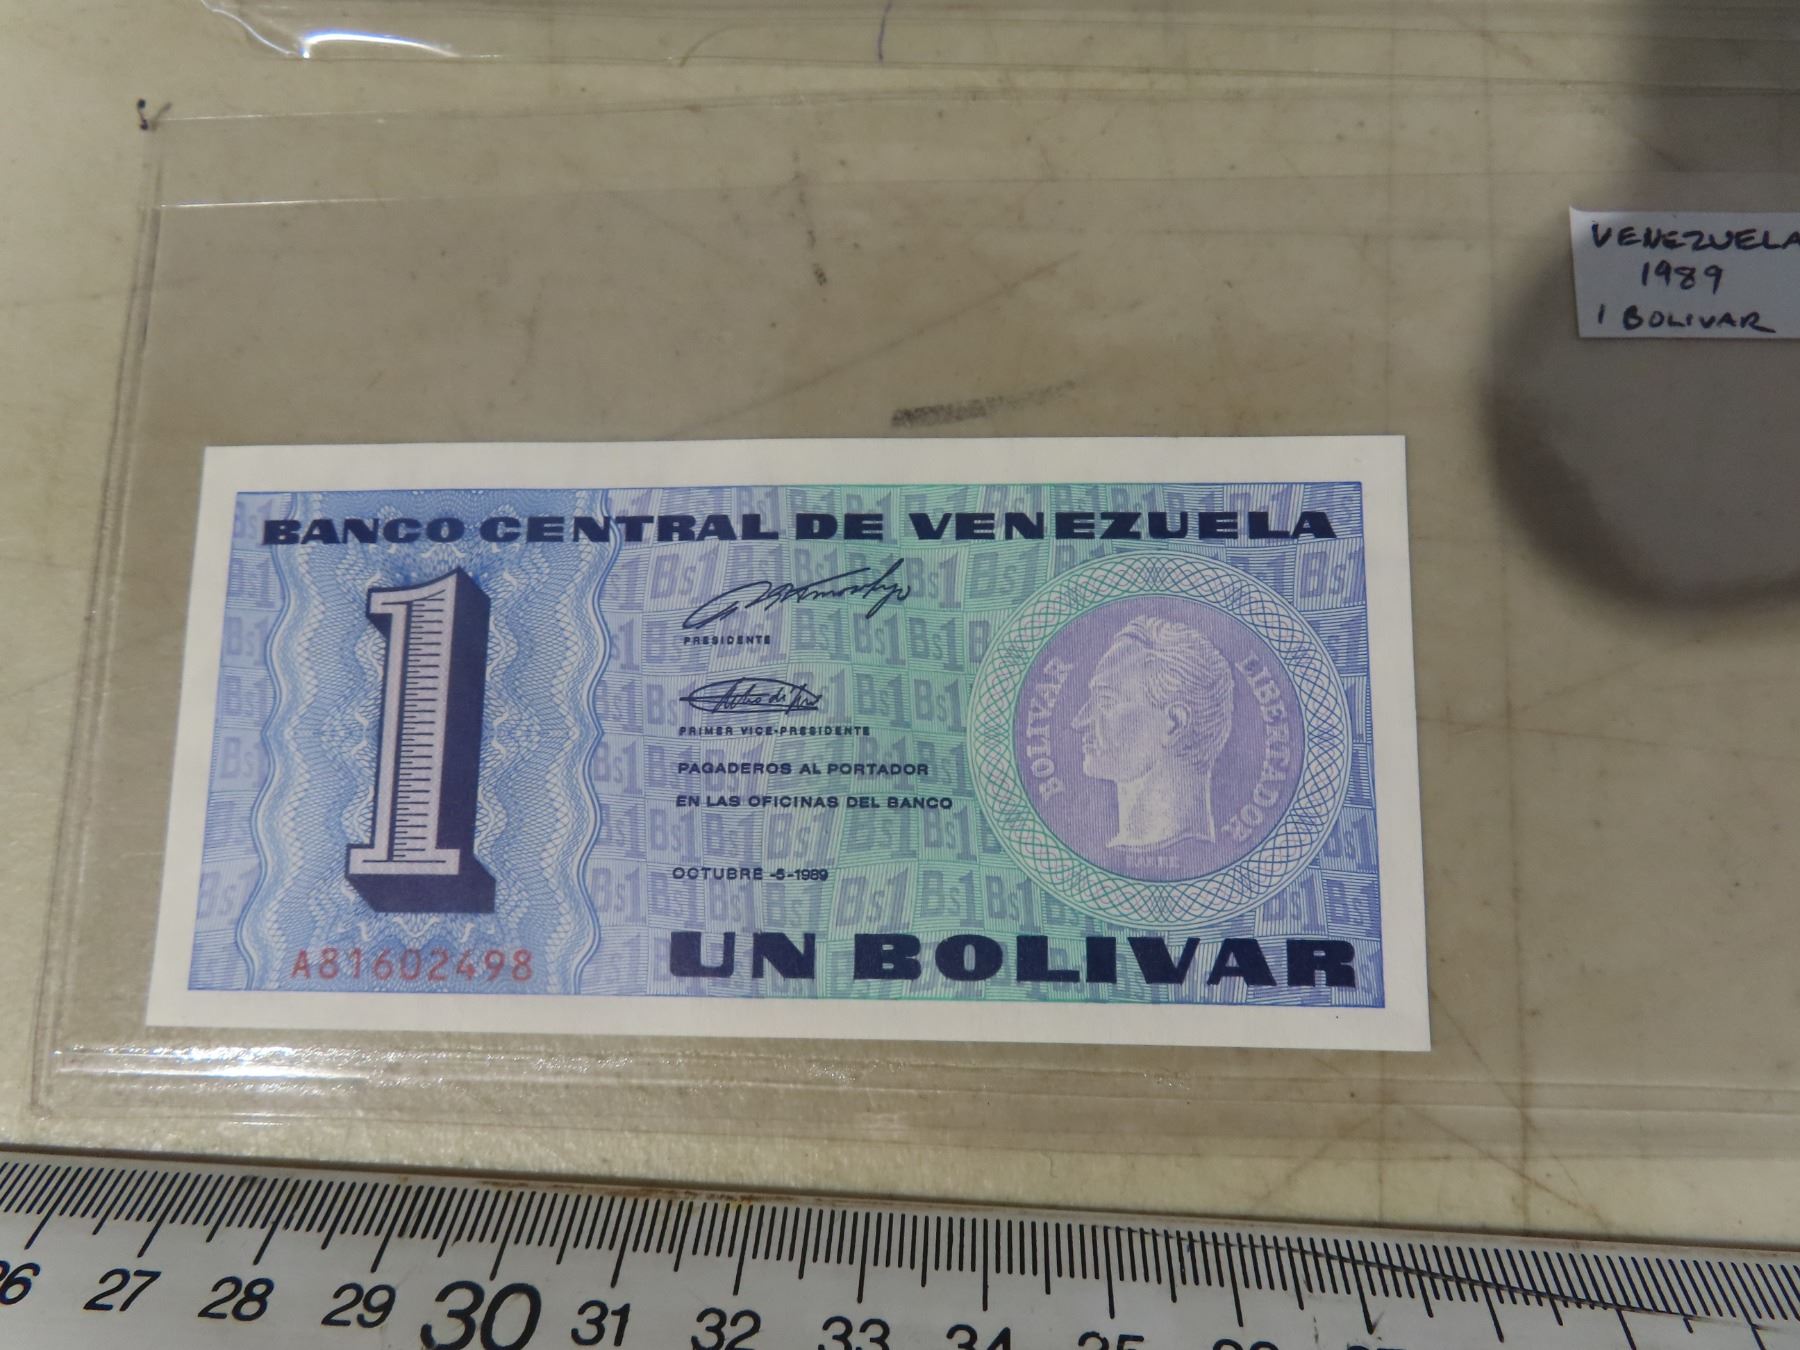 VENEZUELA
1989
1 BOLIVAR
BANCO CENTRAL DE VENEZUELA
1
PRESIDENTE
PRIMER VICE-PRESIDENTE
PAGADEROS AL PORTADOR
EN LAS OFICINAS DEL BANCO
OCTUBRE -5-1989
BOLIVAR LIBERTADOR
A81602498
UN BOLIVAR
27 28 29 30 31 32 33 34 35